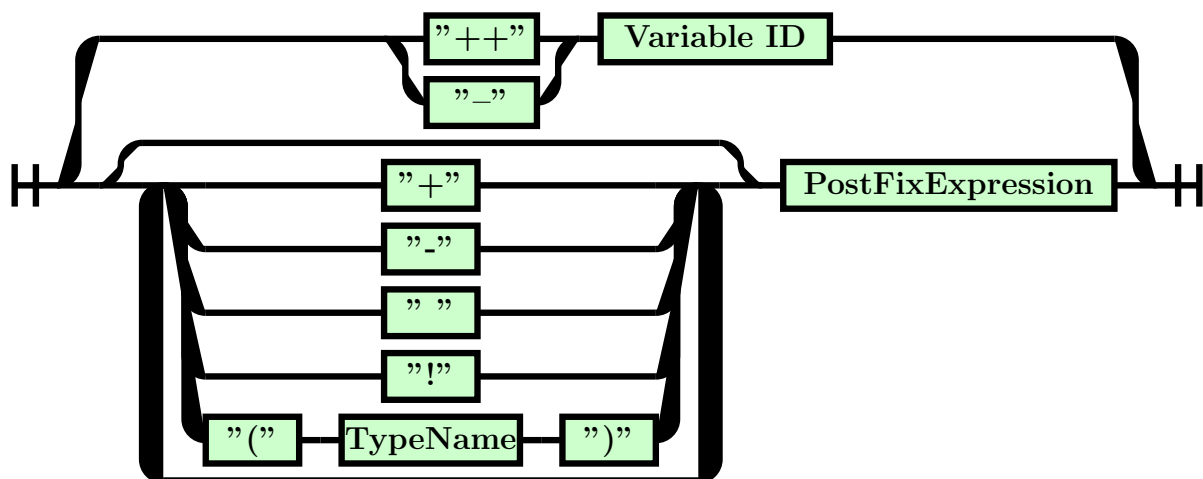 "++" Variable ID
"–"
"+" PostFixExpression
"-"
" "
"!"
"(" TypeName ")"